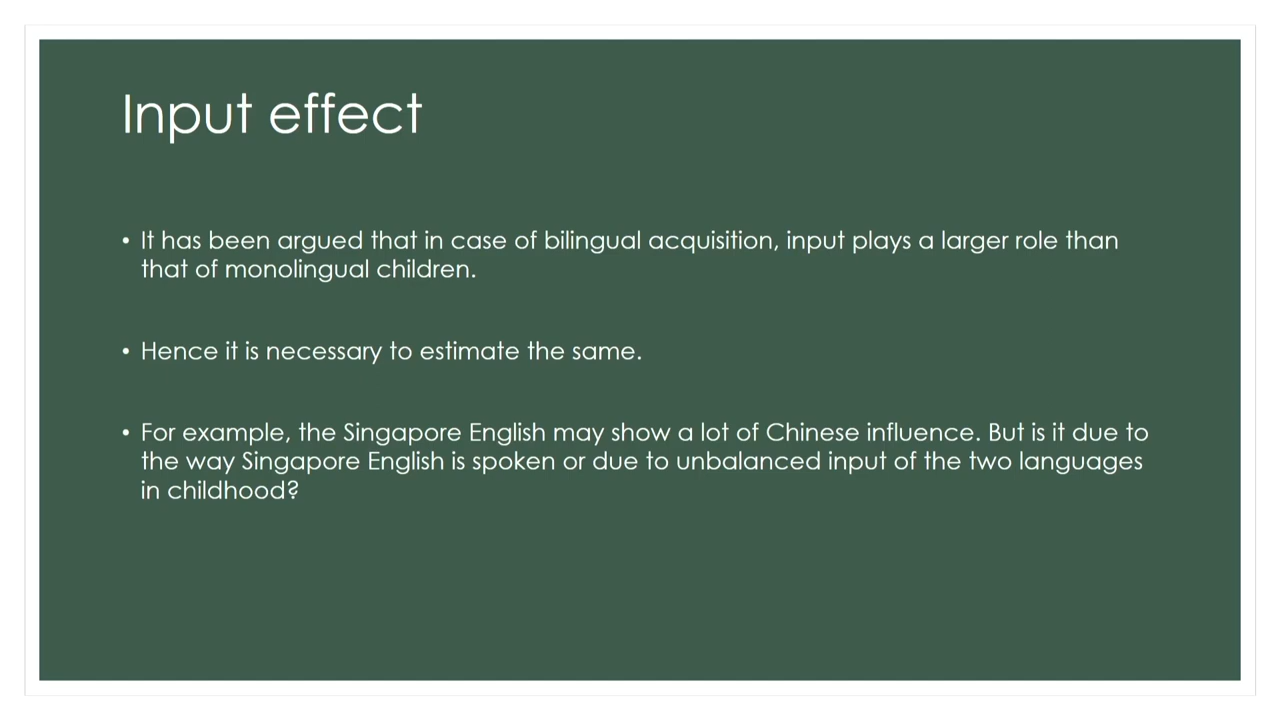 Input effect
• It has been argued that in case of bilingual acquisition, input plays a larger role than
that of monolingual children.
• Hence it is necessary to estimate the same.
• For example, the Singapore English may show a lot of Chinese influence. But is it due to
the way Singapore English is spoken or due to unbalanced input of the two languages
in childhood?